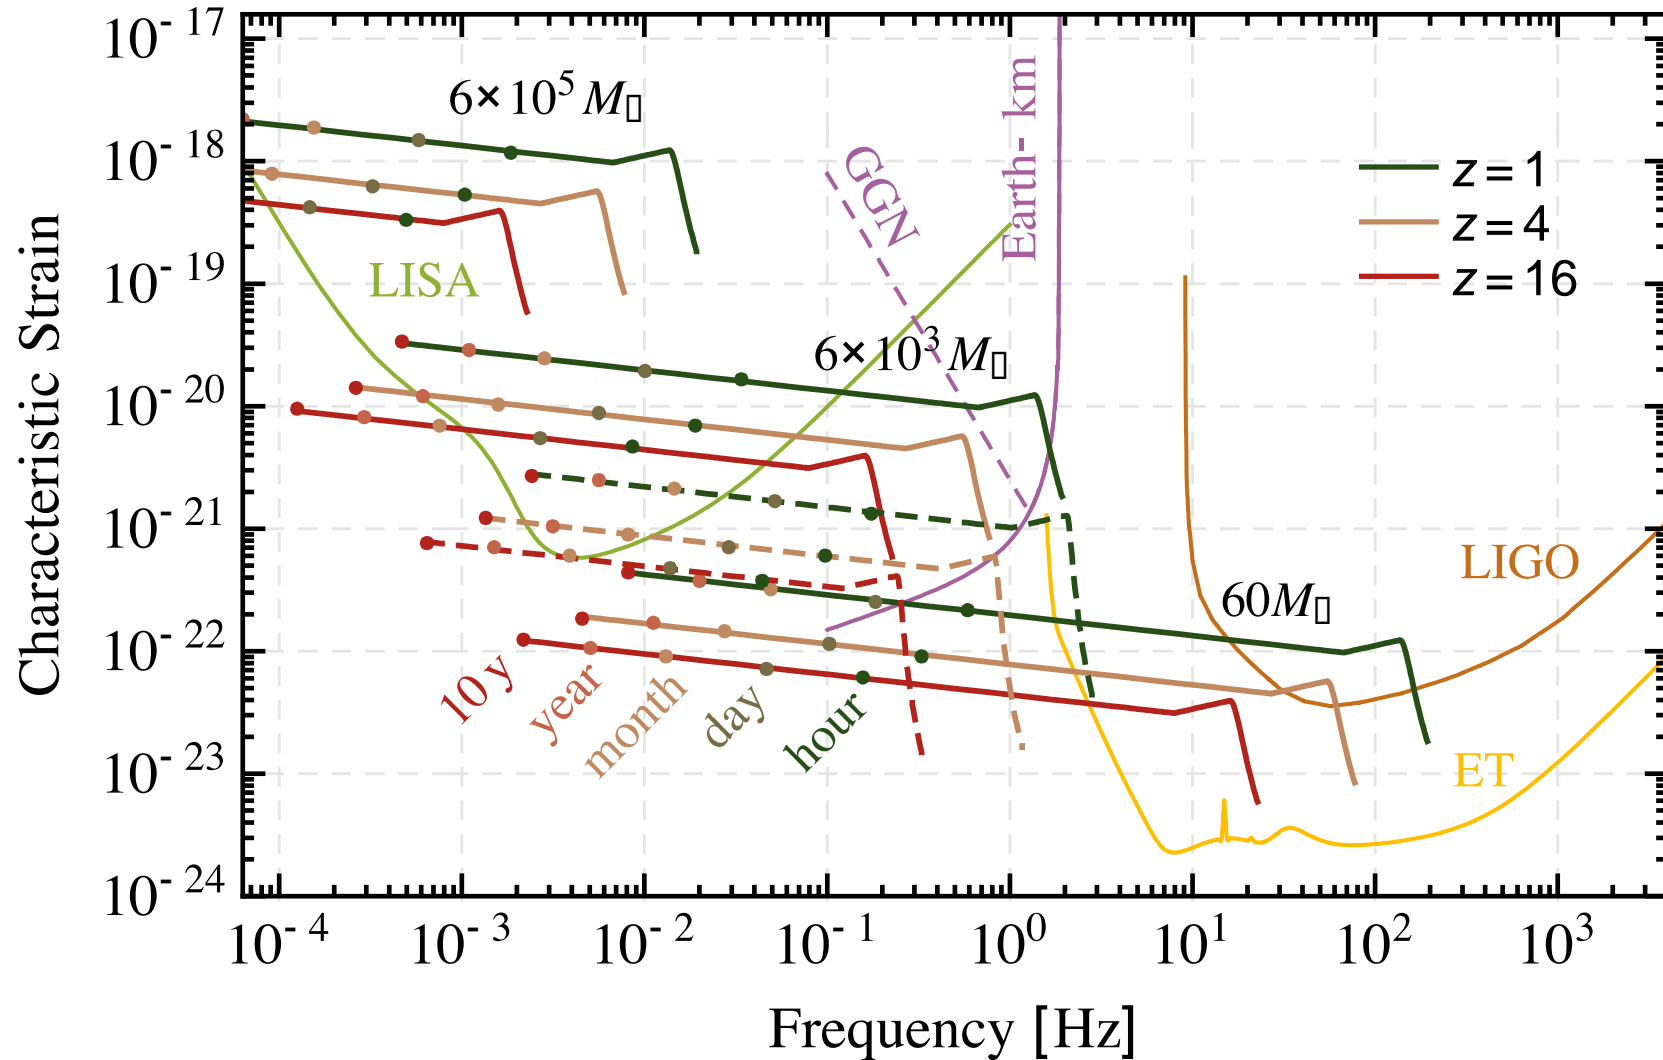 10⁻¹⁷
10⁻¹⁸
10⁻¹⁹
10⁻²⁰
10⁻²¹
10⁻²²
10⁻²³
10⁻²⁴
Characteristic Strain
6×10⁵ M▯
GGN
Earth- km
z = 1
z = 4
z = 16
LISA
6×10³ M▯
LIGO
60M▯
10 y
year
month
day
hour
ET
10⁻⁴ 10⁻³ 10⁻² 10⁻¹ 10⁰ 10¹ 10² 10³
Frequency [Hz]